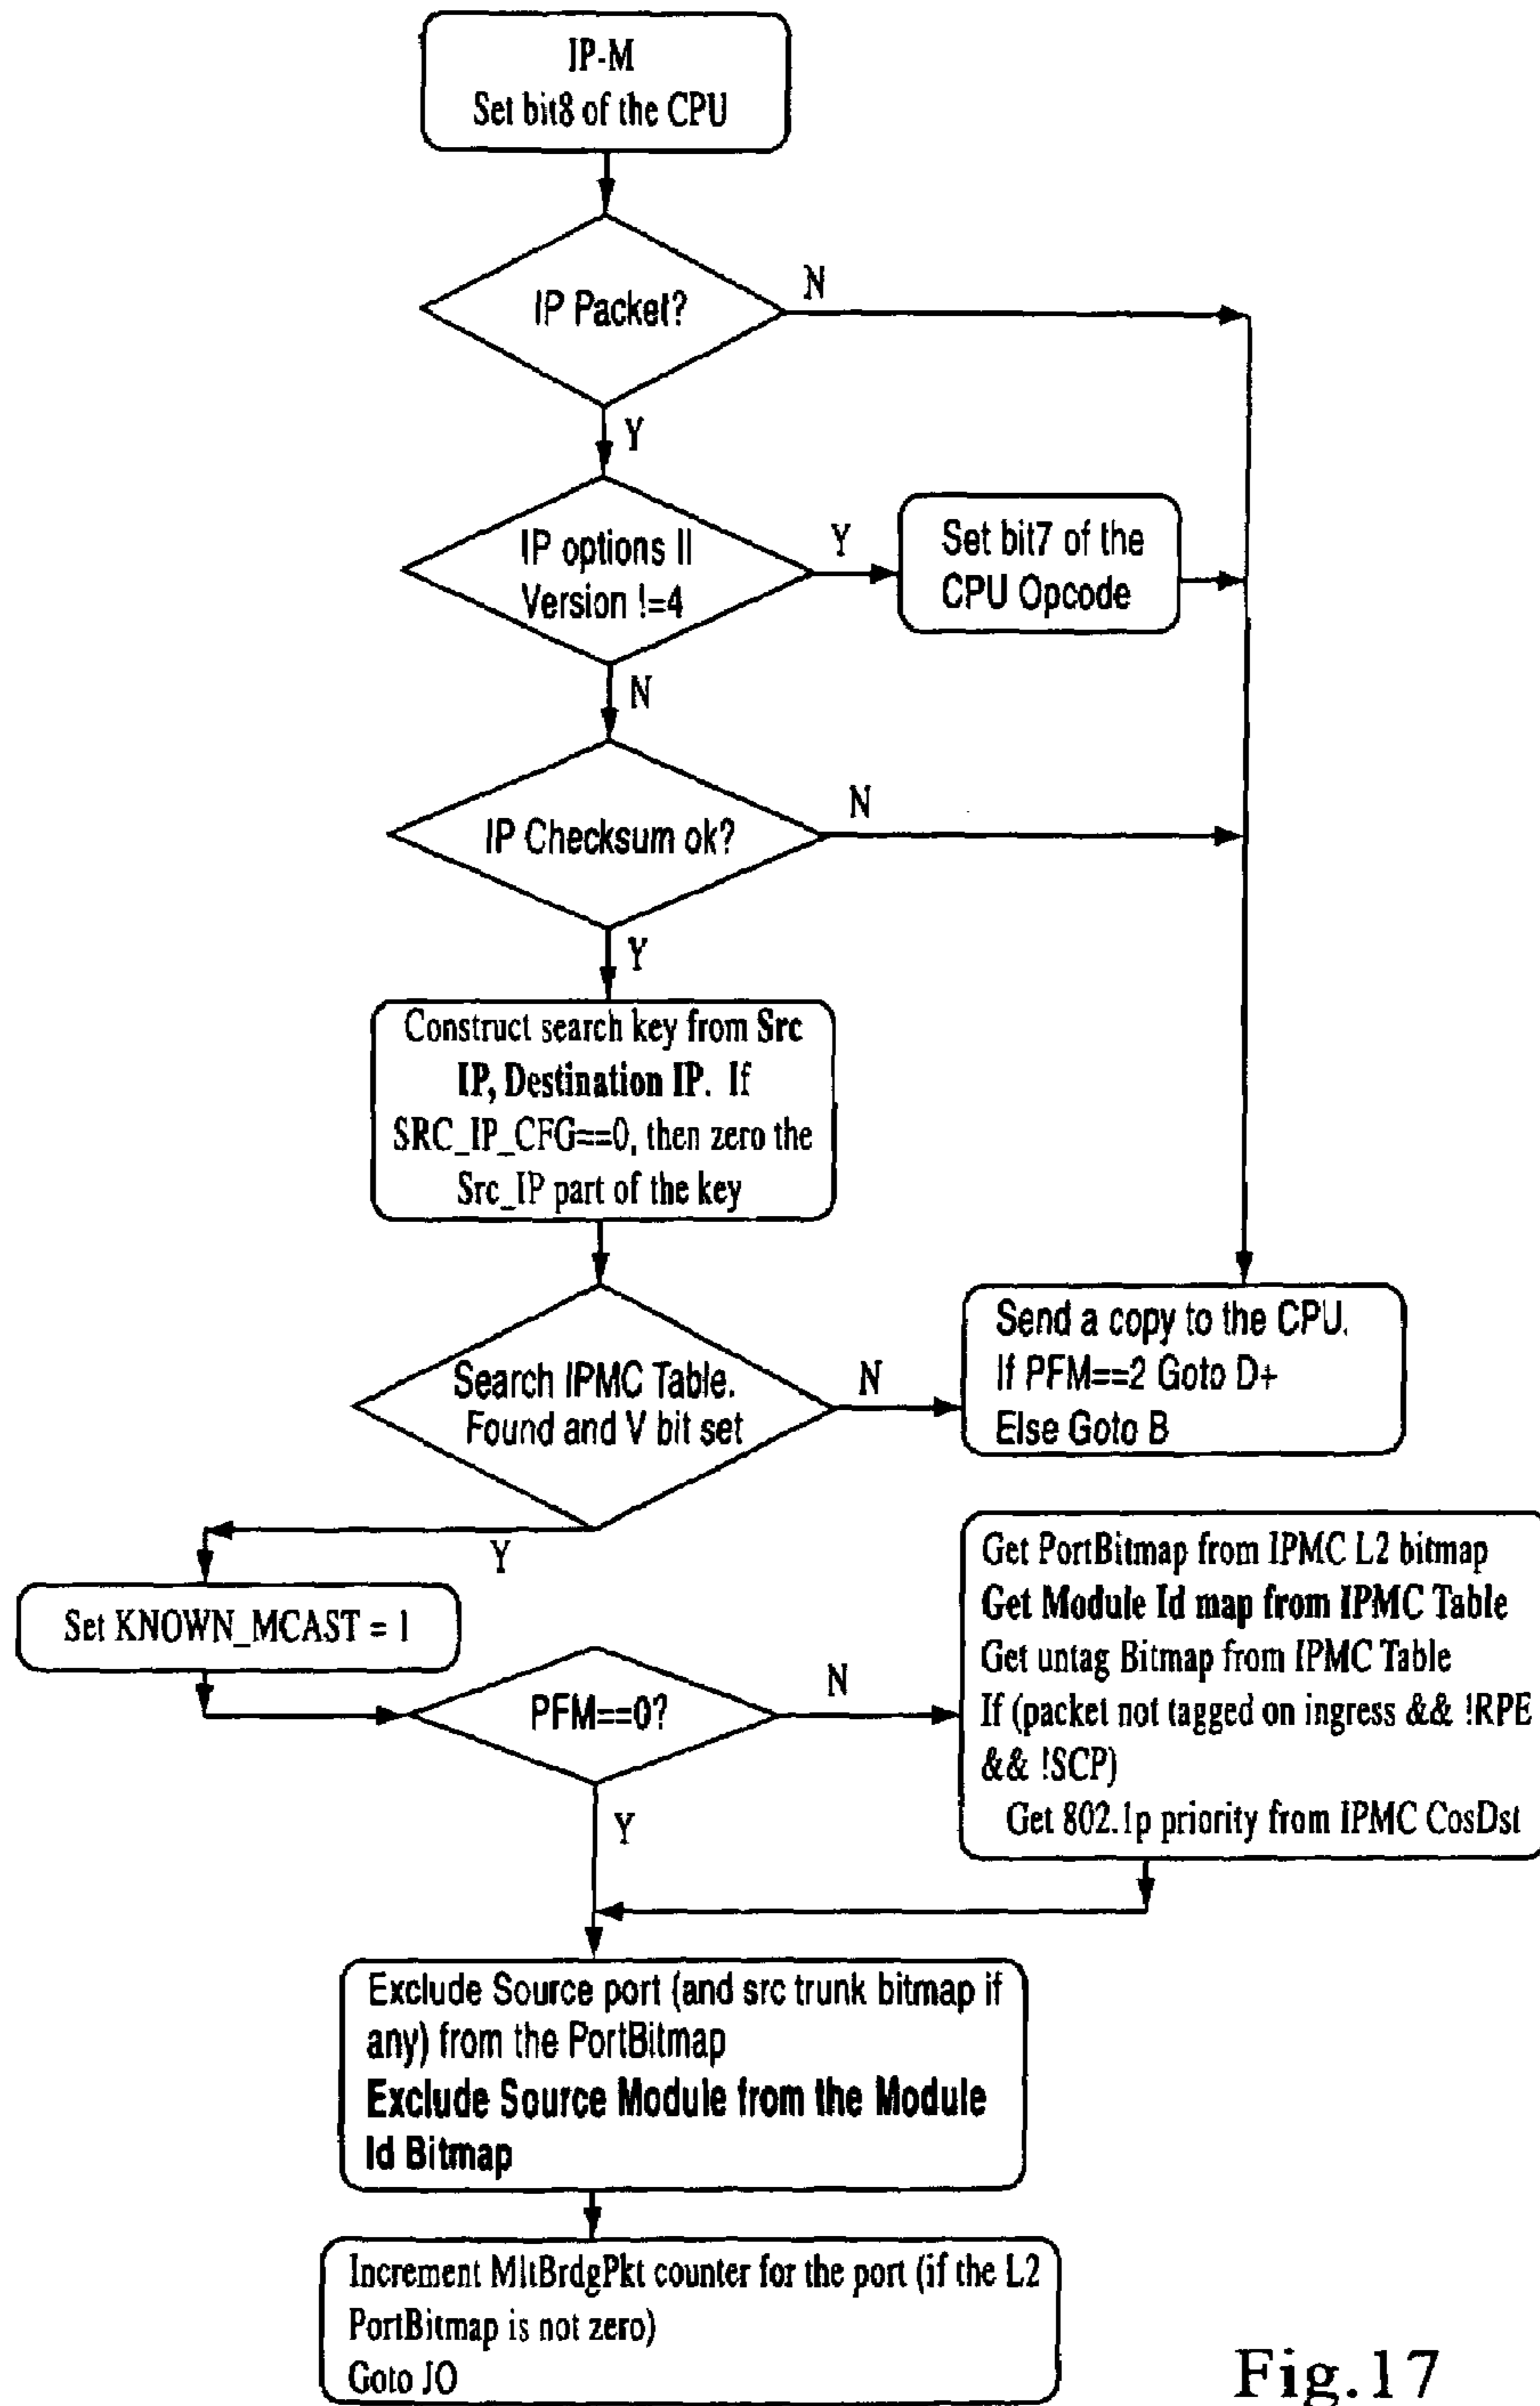 IP-M
Set bit8 of the CPU
IP Packet?
N
Y
IP options ||
Version !=4
Y
Set bit7 of the
CPU Opcode
N
IP Checksum ok?
N
Y
Construct search key from Src
IP, Destination IP. If
SRC_IP_CFG==0, then zero the
Src_IP part of the key
Search IPMC Table.
Found and V bit set
N
Send a copy to the CPU.
If PFM==2 Goto D+
Else Goto B
Y
Set KNOWN_MCAST = 1
PFM==0?
N
Get PortBitmap from IPMC L2 bitmap
Get Module Id map from IPMC Table
Get untag Bitmap from IPMC Table
If (packet not tagged on ingress && !RPE
&& !SCP)
Get 802.1p priority from IPMC CosDst
Y
Exclude Source port (and src trunk bitmap if
any) from the PortBitmap
Exclude Source Module from the Module
Id Bitmap
Increment MltBrdgPkt counter for the port (if the L2
PortBitmap is not zero)
Goto JO
Fig.17